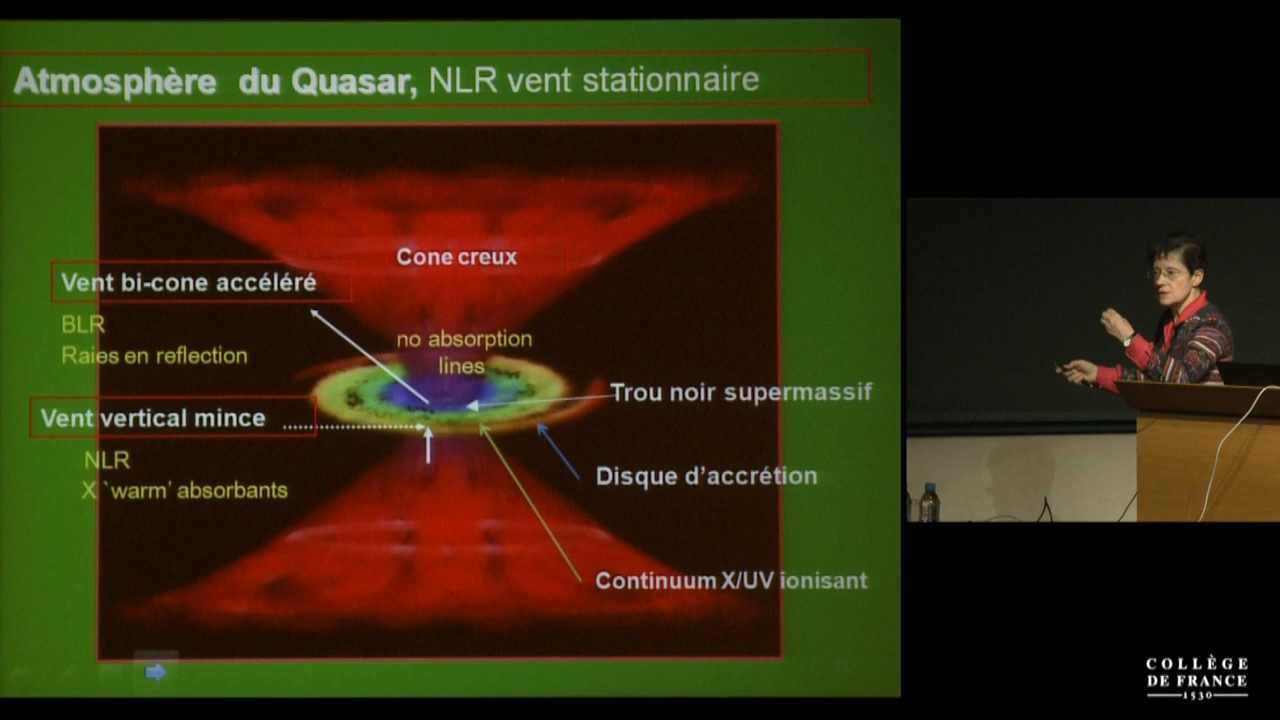 Atmosphère du Quasar, NLR vent stationnaire
Cone creux
Vent bi-cone accéléré
BLR
Raies en reflection
no absorption
lines
Trou noir supermassif
Vent vertical mince
NLR
X `warm' absorbants
Disque d'accrétion
Continuum X/UV ionisant
COLLÈGE
DE FRANCE
1530